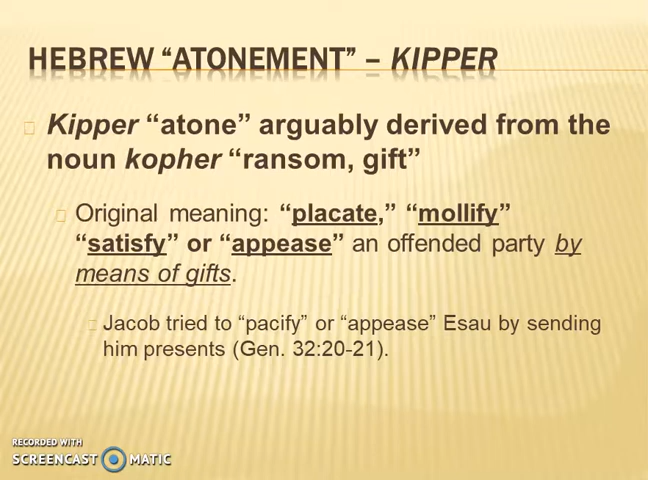 HEBREW “ATONEMENT” – KIPPER
Kipper “atone” arguably derived from the
noun kopher “ransom, gift”
Original meaning: “placate,” “mollify”
“satisfy” or “appease” an offended party by
means of gifts.
Jacob tried to “pacify” or “appease” Esau by sending
him presents (Gen. 32:20-21).
RECORDED WITH
SCREENCAST MATIC